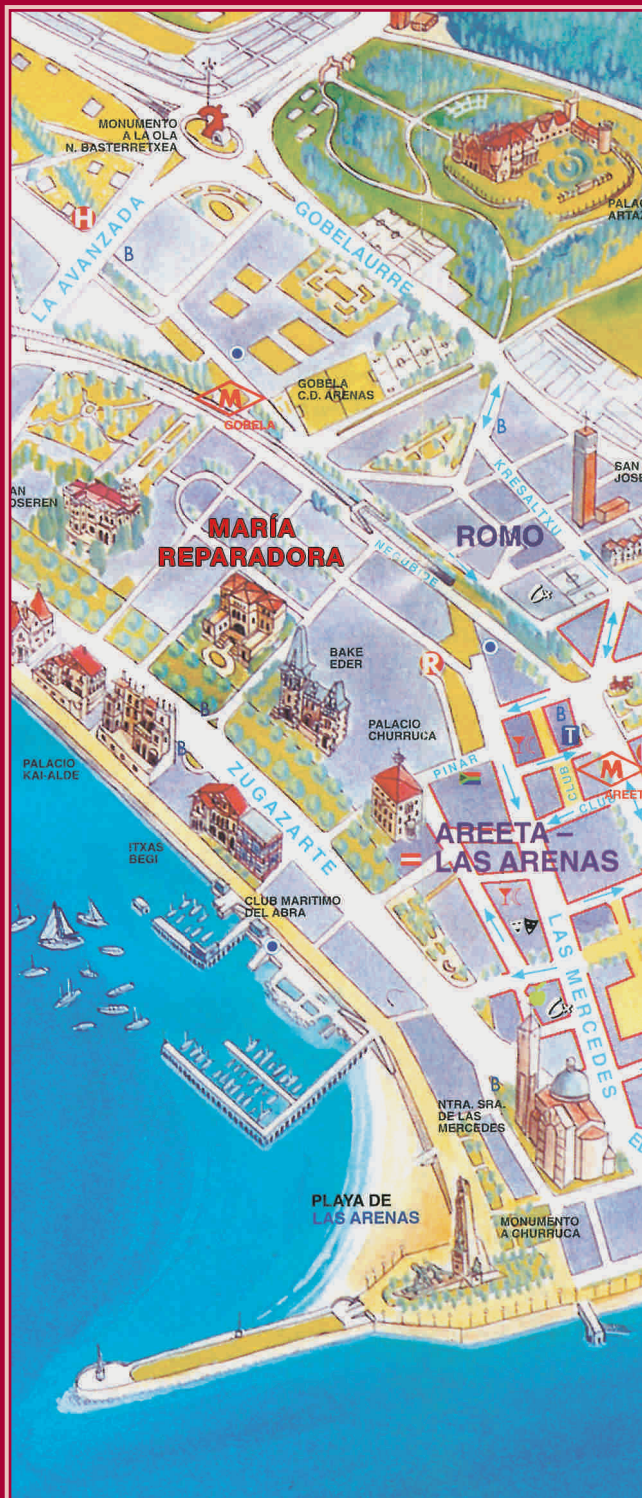 MONUMENTO
A LA OLA
N. BASTERRETXEA
PALAC
ARTAZ
H
B
LA AVANZADA
GOBELAURRE
GOBELA
C.D. ARENAS
M
GOBELA
B
KRESALTXU
SAN
JOSE
AN
OSEREN
MARÍA
REPARADORA
ROMO
NEGUBIDE
BAKE
EDER
R
PALACIO
CHURRUCA
B
T
PINAR
CLUB
M
AREET
CLUB
PALACIO
KAI-ALDE
B
B
ZUGAZARTE
ITXAS
BEGI
AREETA –
LAS ARENAS
CLUB MARITIMO
DEL ABRA
LAS MERCEDES
B
NTRA. SRA.
DE LAS
MERCEDES
PLAYA DE
LAS ARENAS
MONUMENTO
A CHURRUCA